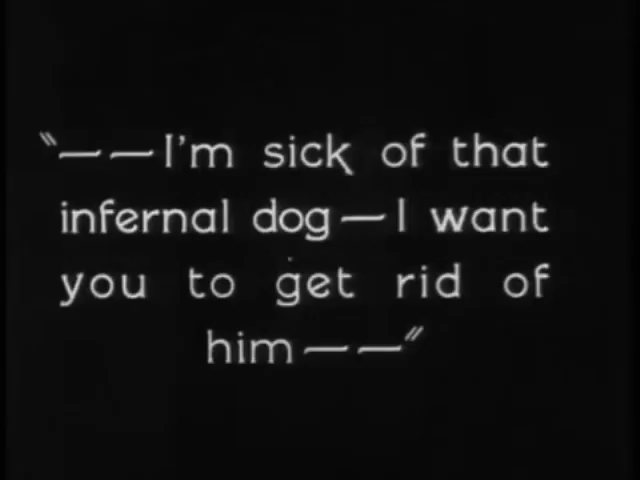 "——I'm sick of that
infernal dog—I want
you to get rid of
him——"